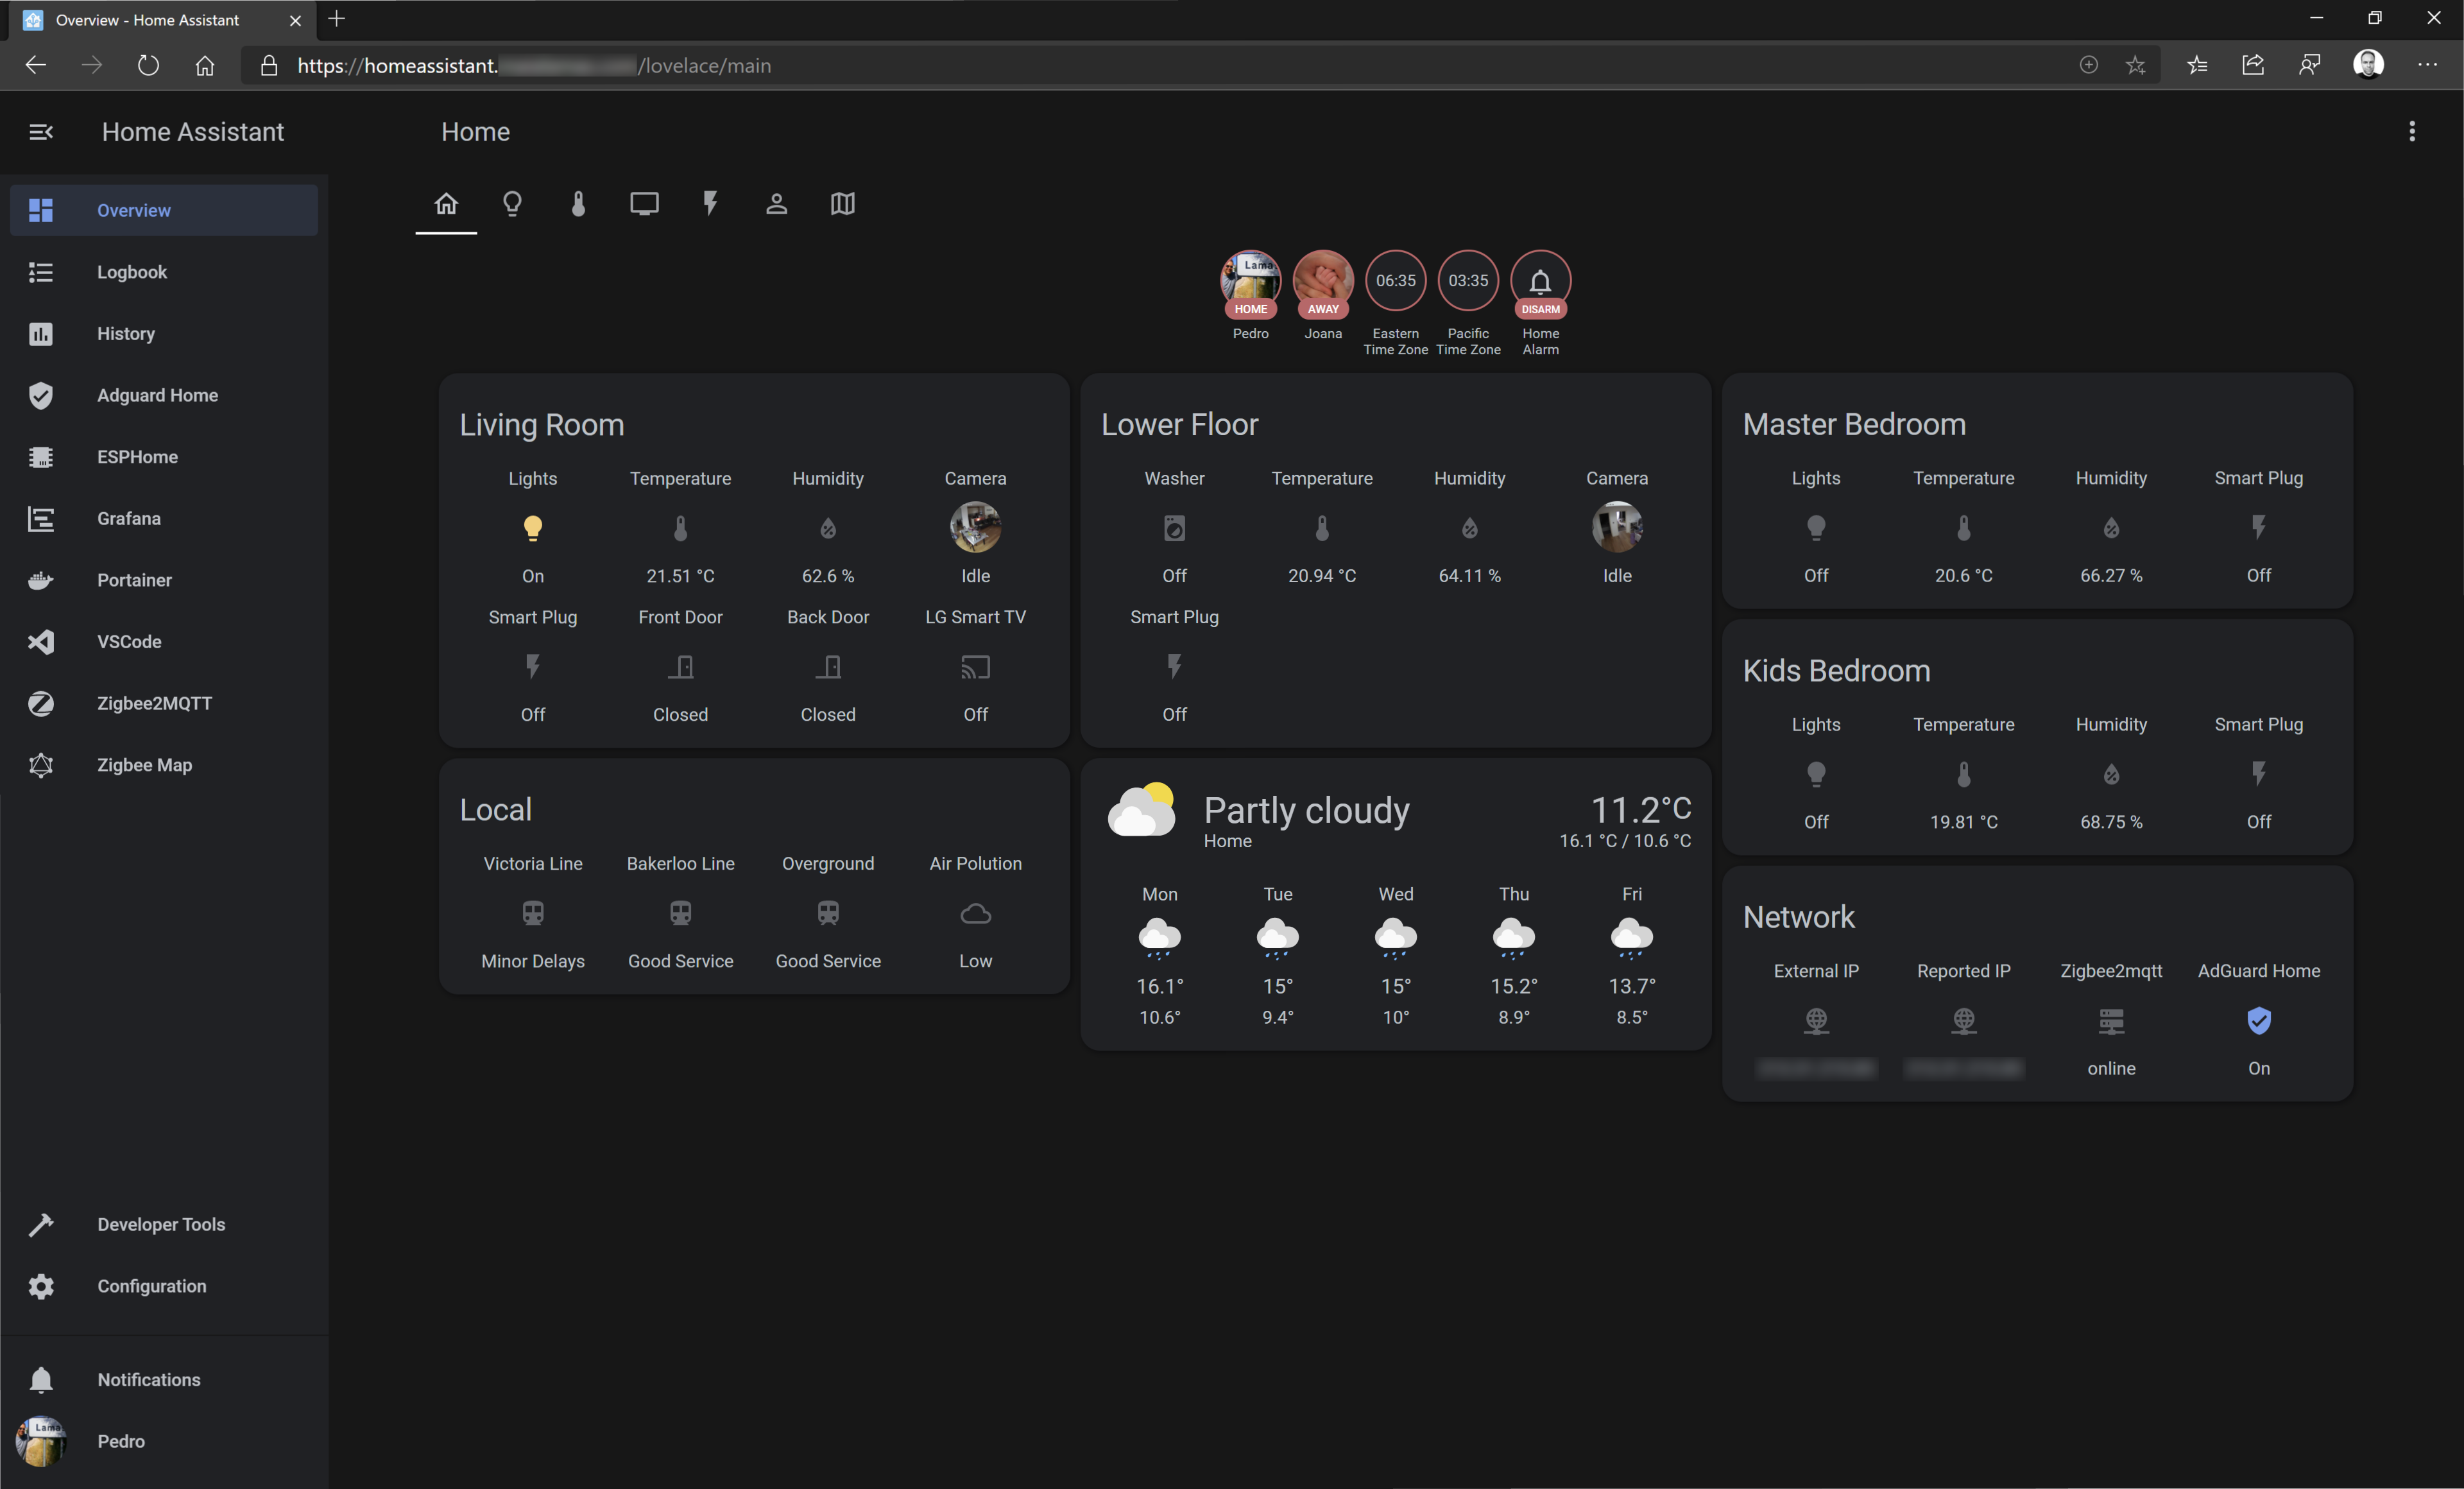 Overview - Home Assistant
https://homeassistant.
/lovelace/main
Home Assistant
Home
Overview
Logbook
History
Adguard Home
ESPHome
Grafana
Portainer
VSCode
Zigbee2MQTT
Zigbee Map
Developer Tools
Configuration
Notifications
Lama
Pedro
Lama
HOME
Pedro
AWAY
Joana
06:35
Eastern
Time Zone
03:35
Pacific
Time Zone
DISARM
Home
Alarm
Living Room
Lights Temperature Humidity Camera
On 21.51 °C 62.6 % Idle
Smart Plug Front Door Back Door LG Smart TV
Off Closed Closed Off
Lower Floor
Washer Temperature Humidity Camera
Off 20.94 °C 64.11 % Idle
Smart Plug
Off
Master Bedroom
Lights Temperature Humidity Smart Plug
Off 20.6 °C 66.27 % Off
Kids Bedroom
Lights Temperature Humidity Smart Plug
Off 19.81 °C 68.75 % Off
Local
Victoria Line Bakerloo Line Overground Air Polution
Minor Delays Good Service Good Service Low
Partly cloudy 11.2°C
Home 16.1 °C / 10.6 °C
Mon Tue Wed Thu Fri
16.1° 15° 15° 15.2° 13.7°
10.6° 9.4° 10° 8.9° 8.5°
Network
External IP Reported IP Zigbee2mqtt AdGuard Home
online On